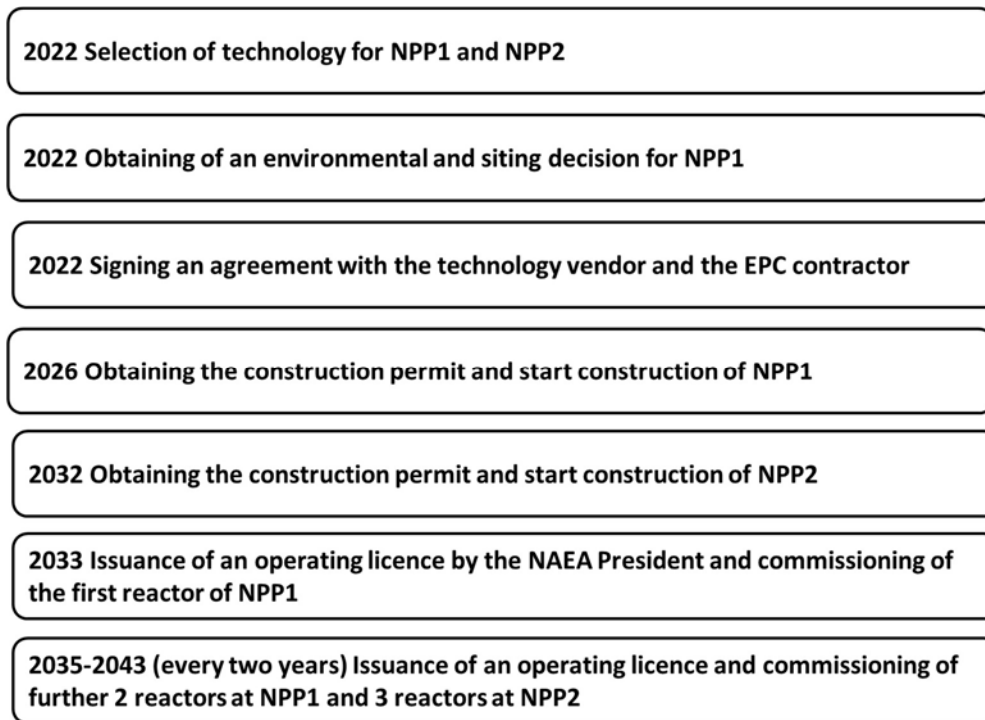 2022 Selection of technology for NPP1 and NPP2
2022 Obtaining of an environmental and siting decision for NPP1
2022 Signing an agreement with the technology vendor and the EPC contractor
2026 Obtaining the construction permit and start construction of NPP1
2032 Obtaining the construction permit and start construction of NPP2
2033 Issuance of an operating licence by the NAEA President and commissioning of
the first reactor of NPP1
2035-2043 (every two years) Issuance of an operating licence and commissioning of
further 2 reactors at NPP1 and 3 reactors at NPP2